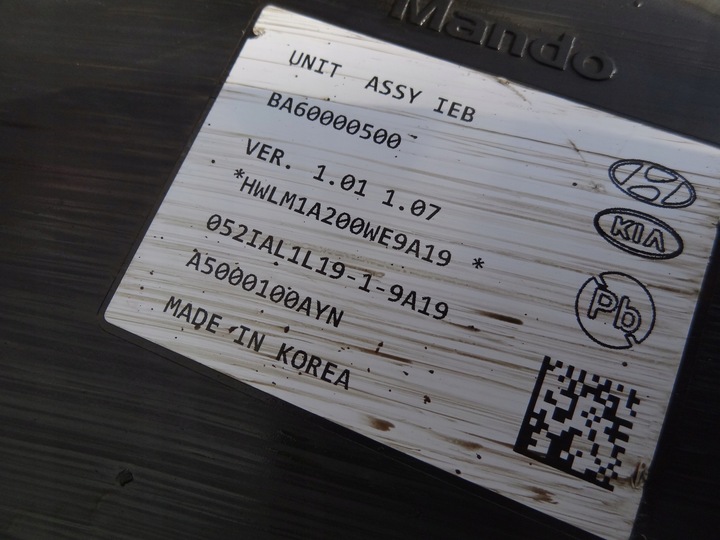 Mando
UNIT ASSY IEB
BA60000500
VER. 1.01 1.07
*HWLM1A200WE9A19 *
052IAL1L19-1-9A19
A5000100AYN
MADE IN KOREA
KIA
Pb